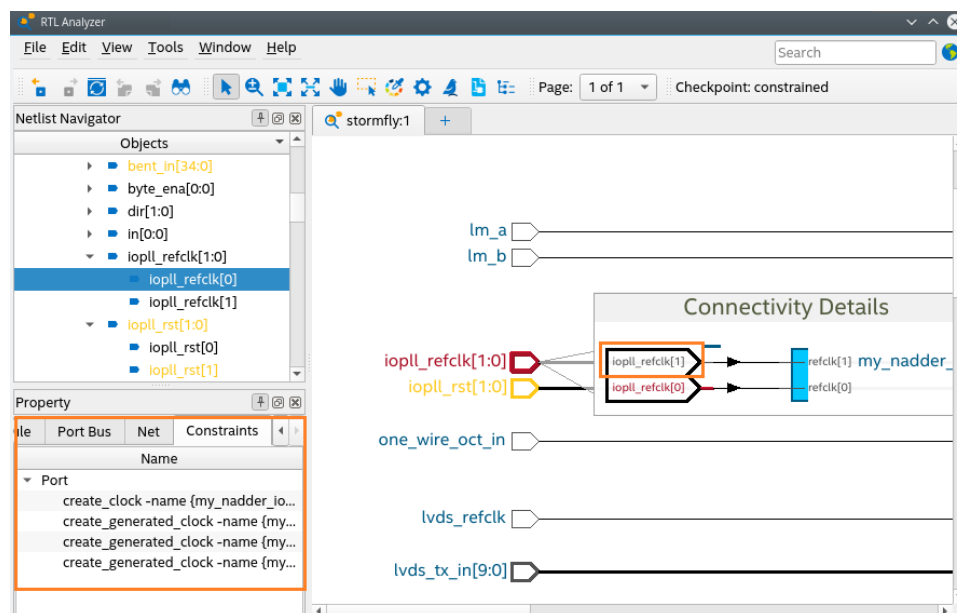 RTL Analyzer
File Edit View Tools Window Help
Search
Page: 1 of 1 Checkpoint: constrained
Netlist Navigator
Objects
bent_in[34:0]
byte_ena[0:0]
dir[1:0]
in[0:0]
iopll_refclk[1:0]
iopll_refclk[0]
iopll_refclk[1]
iopll_rst[1:0]
iopll_rst[0]
iopll_rst[1]
Property
ule Port Bus Net Constraints
Name
Port
create_clock -name {my_nadder_io...
create_generated_clock -name {my...
create_generated_clock -name {my...
create_generated_clock -name {my...
stormfly:1 +
lm_a
lm_b
Connectivity Details
iopll_refclk[1:0]
iopll_refclk[1]
refclk[1] my_nadder_
iopll_rst[1:0]
iopll_refclk[0]
refclk[0]
one_wire_oct_in
lvds_refclk
lvds_tx_in[9:0]